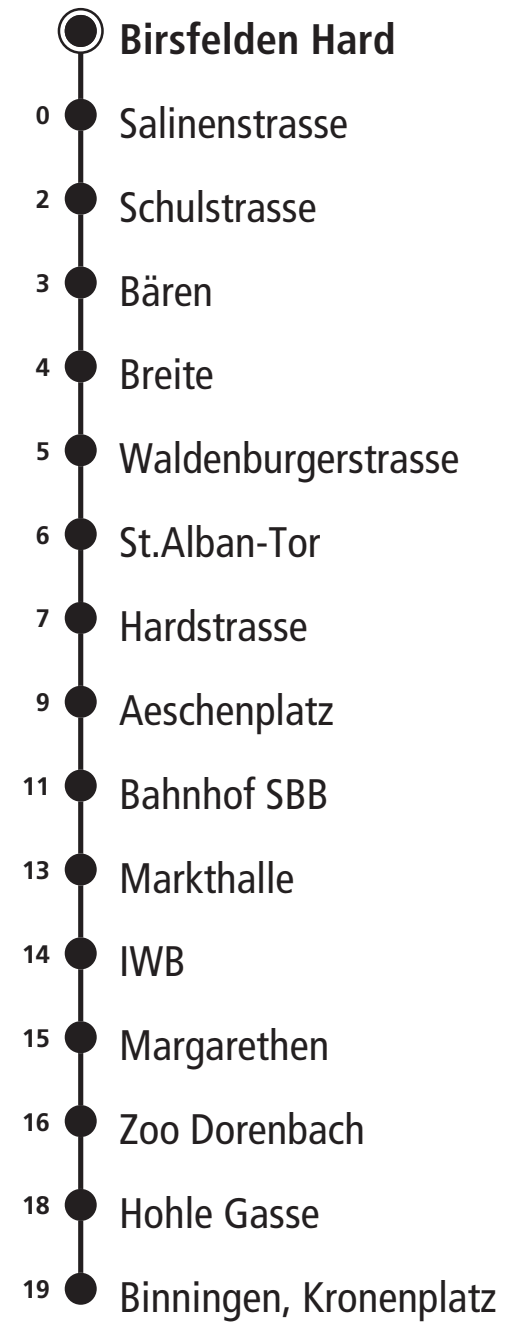 Birsfelden Hard
0 Salinenstrasse
2 Schulstrasse
3 Bären
4 Breite
5 Waldenburgerstrasse
6 St.Alban-Tor
7 Hardstrasse
9 Aeschenplatz
11 Bahnhof SBB
13 Markthalle
14 IWB
15 Margarethen
16 Zoo Dorenbach
18 Hohle Gasse
19 Binningen, Kronenplatz